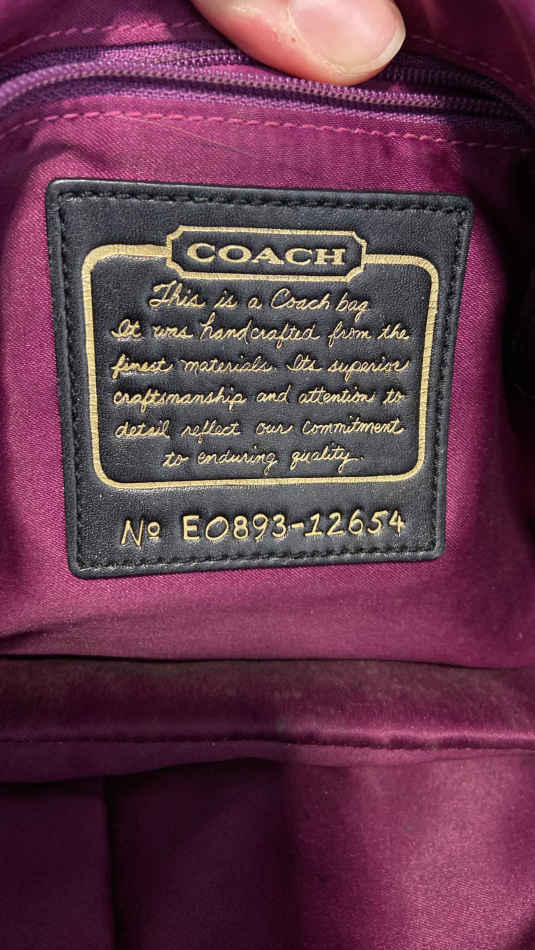 COACH
This is a Coach bag
It was handcrafted from the
finest materials. Its superior
craftsmanship and attention to
detail reflect our commitment
to enduring quality.
Nº E0893-12654